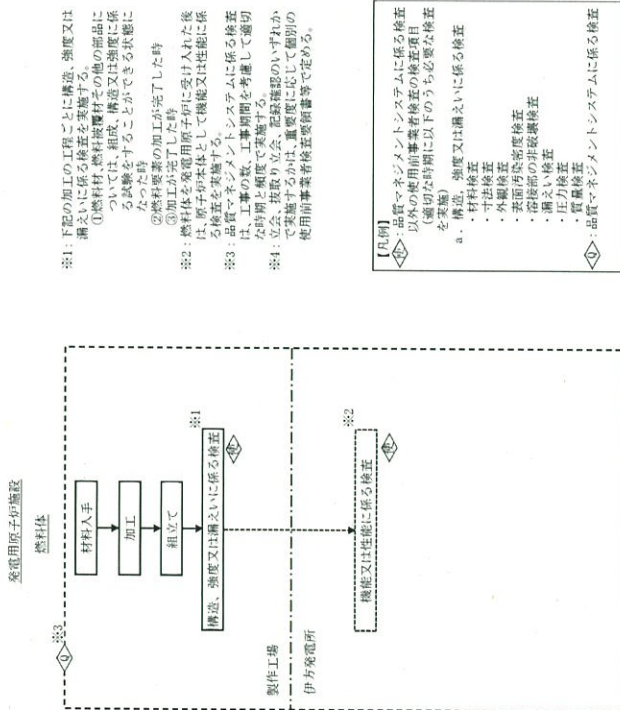 発電用原子炉施設
燃料体
※3
Q
材料入手
加工
組立て
構造、強度又は漏えいに係る検査
※1
使
製作工場
伊方発電所
機能又は性能に係る検査
※2
使
※1：下記の加工の工程ごとに構造、強度又は
漏えいに係る検査を実施する。
①燃料材、燃料被覆材その他の部品に
ついては、組成、構造又は強度に係
る試験をすることができる状態に
なった時
②燃料要素の加工が完了した時
③加工が完了した時
※2：燃料体を発電用原子炉に受け入れた後
は、原子炉本体として機能又は性能に係
る検査を実施する。
※3：品質マネジメントシステムに係る検査
は、工事の数、工事期間を考慮して適切
な時期と頻度で実施する。
※4：立会、抜取り立会、記録確認のいずれか
で実施するかは、重要度に応じて個別の
使用前事業者検査要領書等で定める。
【凡例】
使：品質マネジメントシステムに係る検査
以外の使用前事業者検査の検査項目
（適切な時期に以下のうち必要な検査
を実施）
a．構造、強度又は漏えいに係る検査
・材料検査
・寸法検査
・外観検査
・表面汚染密度検査
・溶接部の非破壊検査
・漏えい検査
・圧力検査
・質量検査
Q：品質マネジメントシステムに係る検査